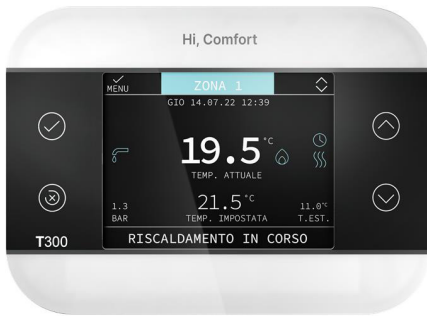 Hi, Comfort
MENU
ZONA 1
GIO 14.07.22 12:39
19.5°C
TEMP. ATTUALE
1.3
BAR
21.5°C
TEMP. IMPOSTATA
11.0°C
T.EST.
T300
RISCALDAMENTO IN CORSO